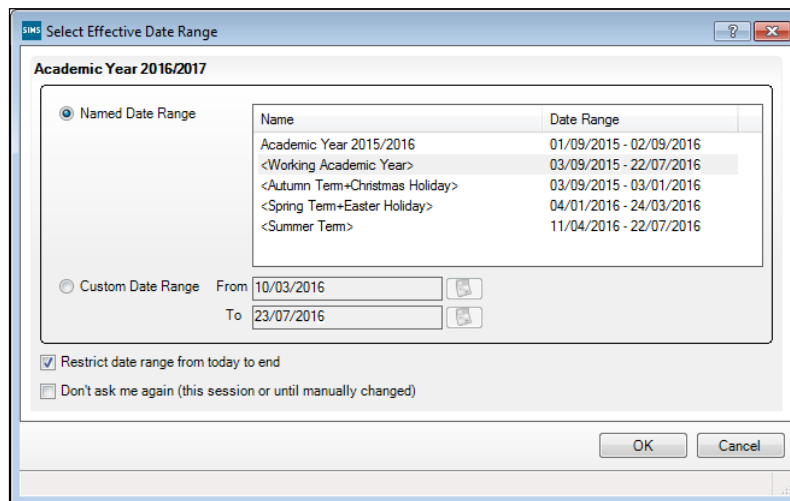 SIMS Select Effective Date Range ?
Academic Year 2016/2017
Named Date Range
Name Date Range
Academic Year 2015/2016 01/09/2015 - 02/09/2016
<Working Academic Year> 03/09/2015 - 22/07/2016
<Autumn Term+Christmas Holiday> 03/09/2015 - 03/01/2016
<Spring Term+Easter Holiday> 04/01/2016 - 24/03/2016
<Summer Term> 11/04/2016 - 22/07/2016
Custom Date Range From 10/03/2016
To 23/07/2016
Restrict date range from today to end
Don't ask me again (this session or until manually changed)
OK Cancel